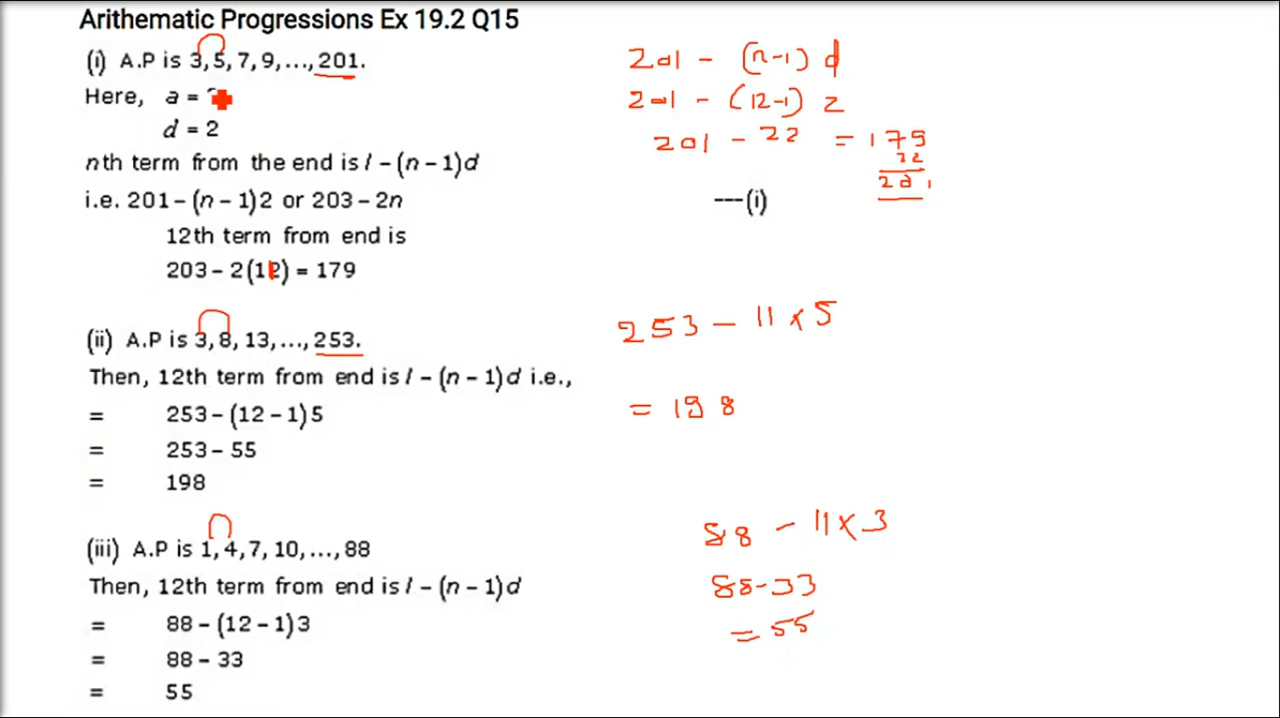 Arithematic Progressions Ex 19.2 Q15
(i) A.P is 3, 5, 7, 9, ..., 201.
Here, a =
d = 2
nth term from the end is l - (n - 1)d
i.e. 201 - (n - 1)2 or 203 - 2n ---(i)
12th term from end is
203 - 2(12) = 179
(ii) A.P is 3, 8, 13, ..., 253.
Then, 12th term from end is l - (n - 1)d i.e.,
= 253 - (12 - 1)5
= 253 - 55
= 198
(iii) A.P is 1, 4, 7, 10, ..., 88
Then, 12th term from end is l - (n - 1)d
= 88 - (12 - 1)3
= 88 - 33
= 55
201 - (n-1) d
201 - (12-1) 2
201 - 22 = 179
22
201
253 - 11 × 5
= 198
88 - 11 × 3
88-33
= 55